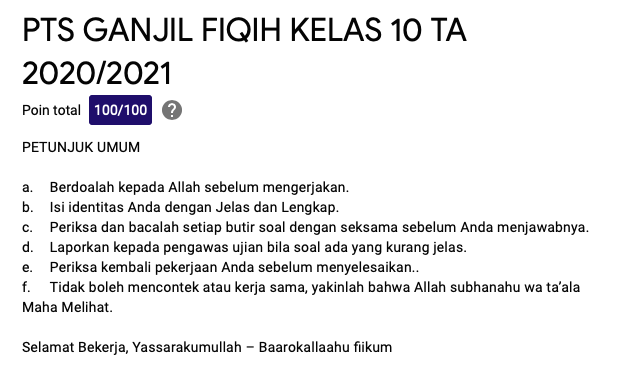 PTS GANJIL FIQIH KELAS 10 TA
2020/2021
Poin total 100/100 ?
PETUNJUK UMUM
a. Berdoalah kepada Allah sebelum mengerjakan.
b. Isi identitas Anda dengan Jelas dan Lengkap.
c. Periksa dan bacalah setiap butir soal dengan seksama sebelum Anda menjawabnya.
d. Laporkan kepada pengawas ujian bila soal ada yang kurang jelas.
e. Periksa kembali pekerjaan Anda sebelum menyelesaikan..
f. Tidak boleh mencontek atau kerja sama, yakinlah bahwa Allah subhanahu wa ta’ala
Maha Melihat.
Selamat Bekerja, Yassarakumullah – Baarokallaahu fiikum